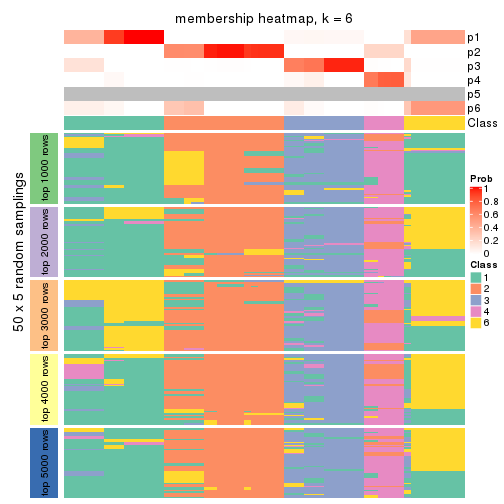 membership heatmap, k = 6
p1
p2
p3
p4
p5
p6
Class
50 x 5 random samplings
top 1000 rows
top 2000 rows
top 3000 rows
top 4000 rows
top 5000 rows
Prob
1
0.8
0.6
0.4
0.2
0
Class
1
2
3
4
6